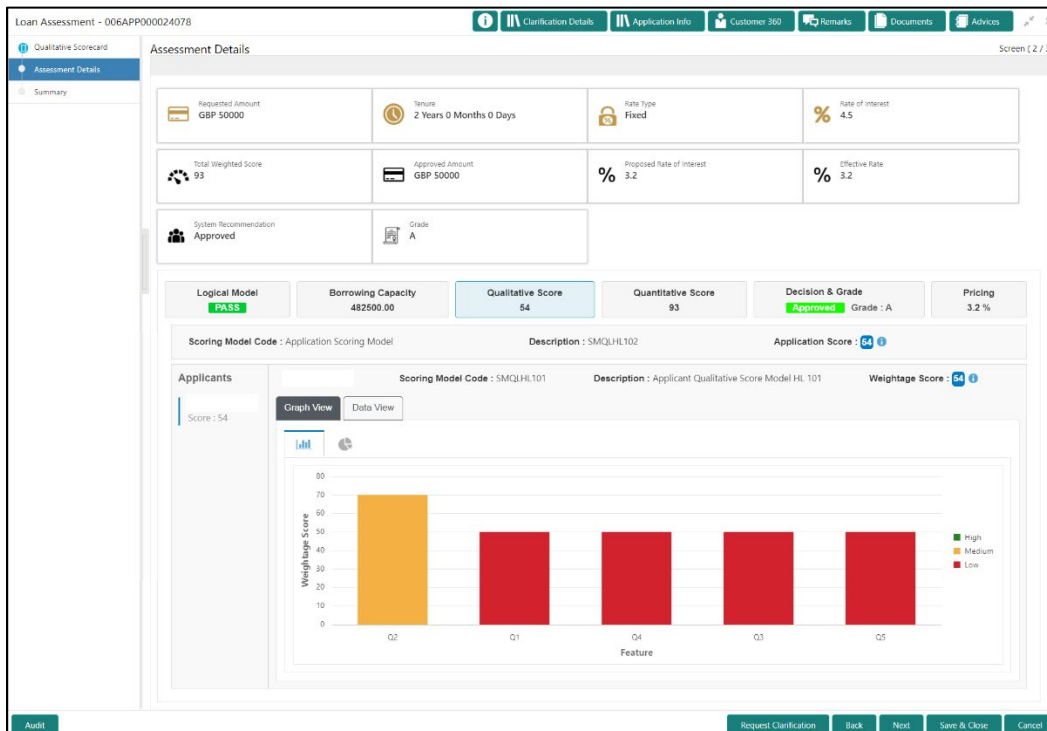 Loan Assessment - 006APP000024078
Clarification Details
Application Info
Customer 360
Remarks
Documents
Advices
Qualitative Scorecard
Assessment Details
Summary
Assessment Details
Screen ( 2 /
Requested Amount
GBP 50000
Tenure
2 Years 0 Months 0 Days
Rate Type
Fixed
Rate of Interest
4.5
Total Weighted Score
93
Approved Amount
GBP 50000
Proposed Rate of Interest
3.2
Effective Rate
3.2
System Recommendation
Approved
Grade
A
Logical Model
PASS
Borrowing Capacity
482500.00
Qualitative Score
54
Quantitative Score
93
Decision & Grade
Approved Grade : A
Pricing
3.2 %
Scoring Model Code : Application Scoring Model Description : SMQLHL102 Application Score : 54
Applicants
Score : 54
Scoring Model Code : SMQLHL101 Description : Applicant Qualitative Score Model HL 101 Weightage Score : 54
Graph View
Data View
80
70
60
50
40
30
20
10
0
Weightage Score
Q2 Q1 Q4 Q3 Q5
Feature
High
Medium
Low
Audit
Request Clarification
Back
Next
Save & Close
Cancel